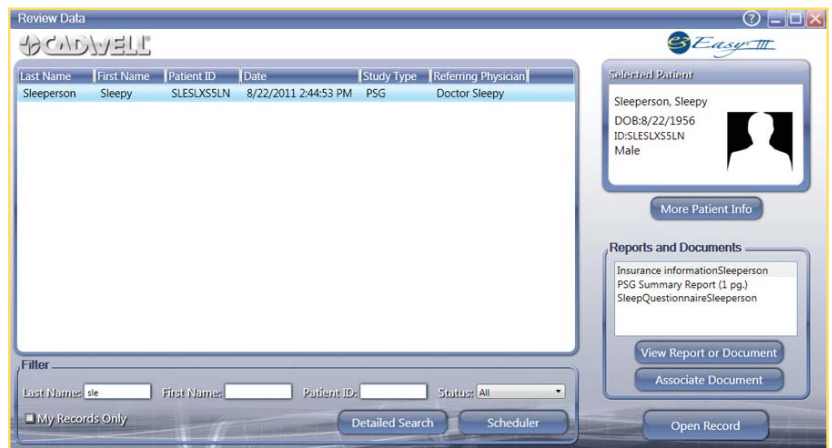 Review Data
CADWELL
Easy III
Last Name First Name Patient ID Date Study Type Referring Physician
Sleeperson Sleepy SLESLXS5LN 8/22/2011 2:44:53 PM PSG Doctor Sleepy
Selected Patient
Sleeperson, Sleepy
DOB:8/22/1956
ID:SLESLXS5LN
Male
More Patient Info
Reports and Documents
Insurance informationSleeperson
PSG Summary Report (1 pg.)
SleepQuestionnaireSleeperson
View Report or Document
Associate Document
Open Record
Filter
Last Name: sle First Name: Patient ID: Status: All
My Records Only
Detailed Search
Scheduler